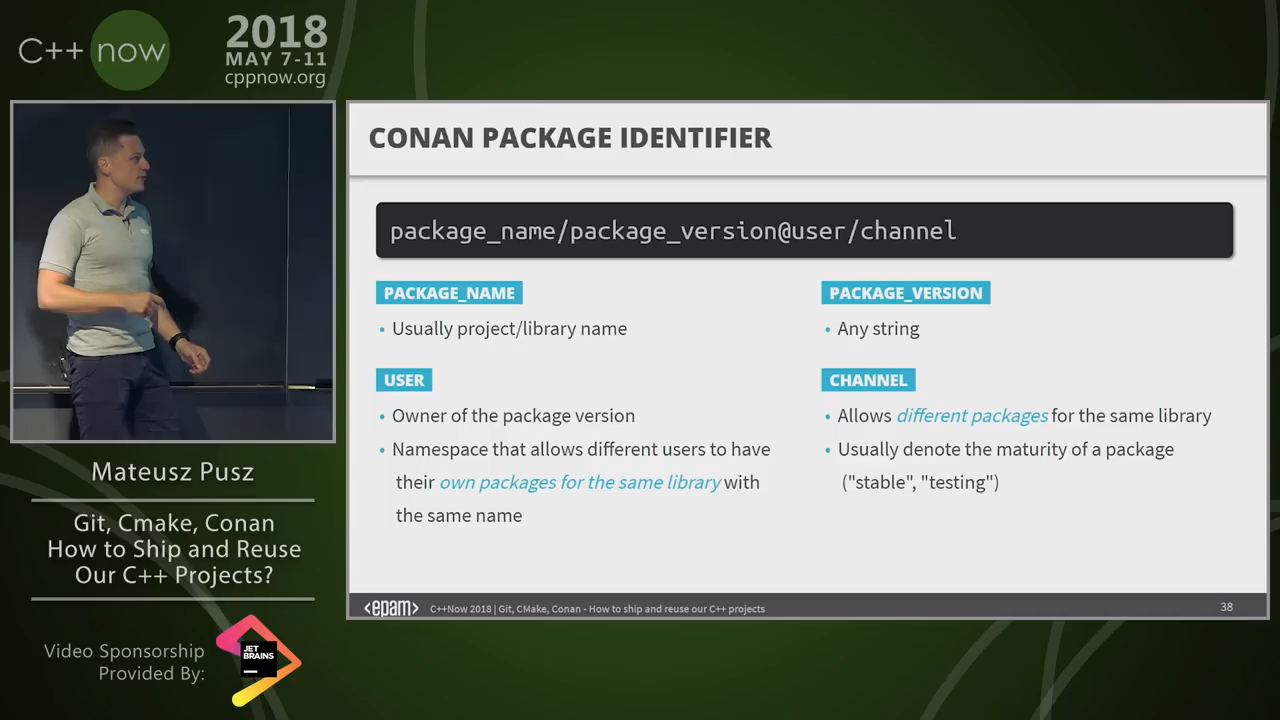 C++ now
2018
MAY 7-11
cppnow.org
CONAN PACKAGE IDENTIFIER
package_name/package_version@user/channel
PACKAGE_NAME
• Usually project/library name
PACKAGE_VERSION
• Any string
USER
• Owner of the package version
• Namespace that allows different users to have
their own packages for the same library with
the same name
CHANNEL
• Allows different packages for the same library
• Usually denote the maturity of a package
("stable", "testing")
<epam>
C++Now 2018 | Git, CMake, Conan - How to ship and reuse our C++ projects
38
Mateusz Pusz
Git, Cmake, Conan
How to Ship and Reuse
Our C++ Projects?
Video Sponsorship
Provided By:
JET
BRAINS